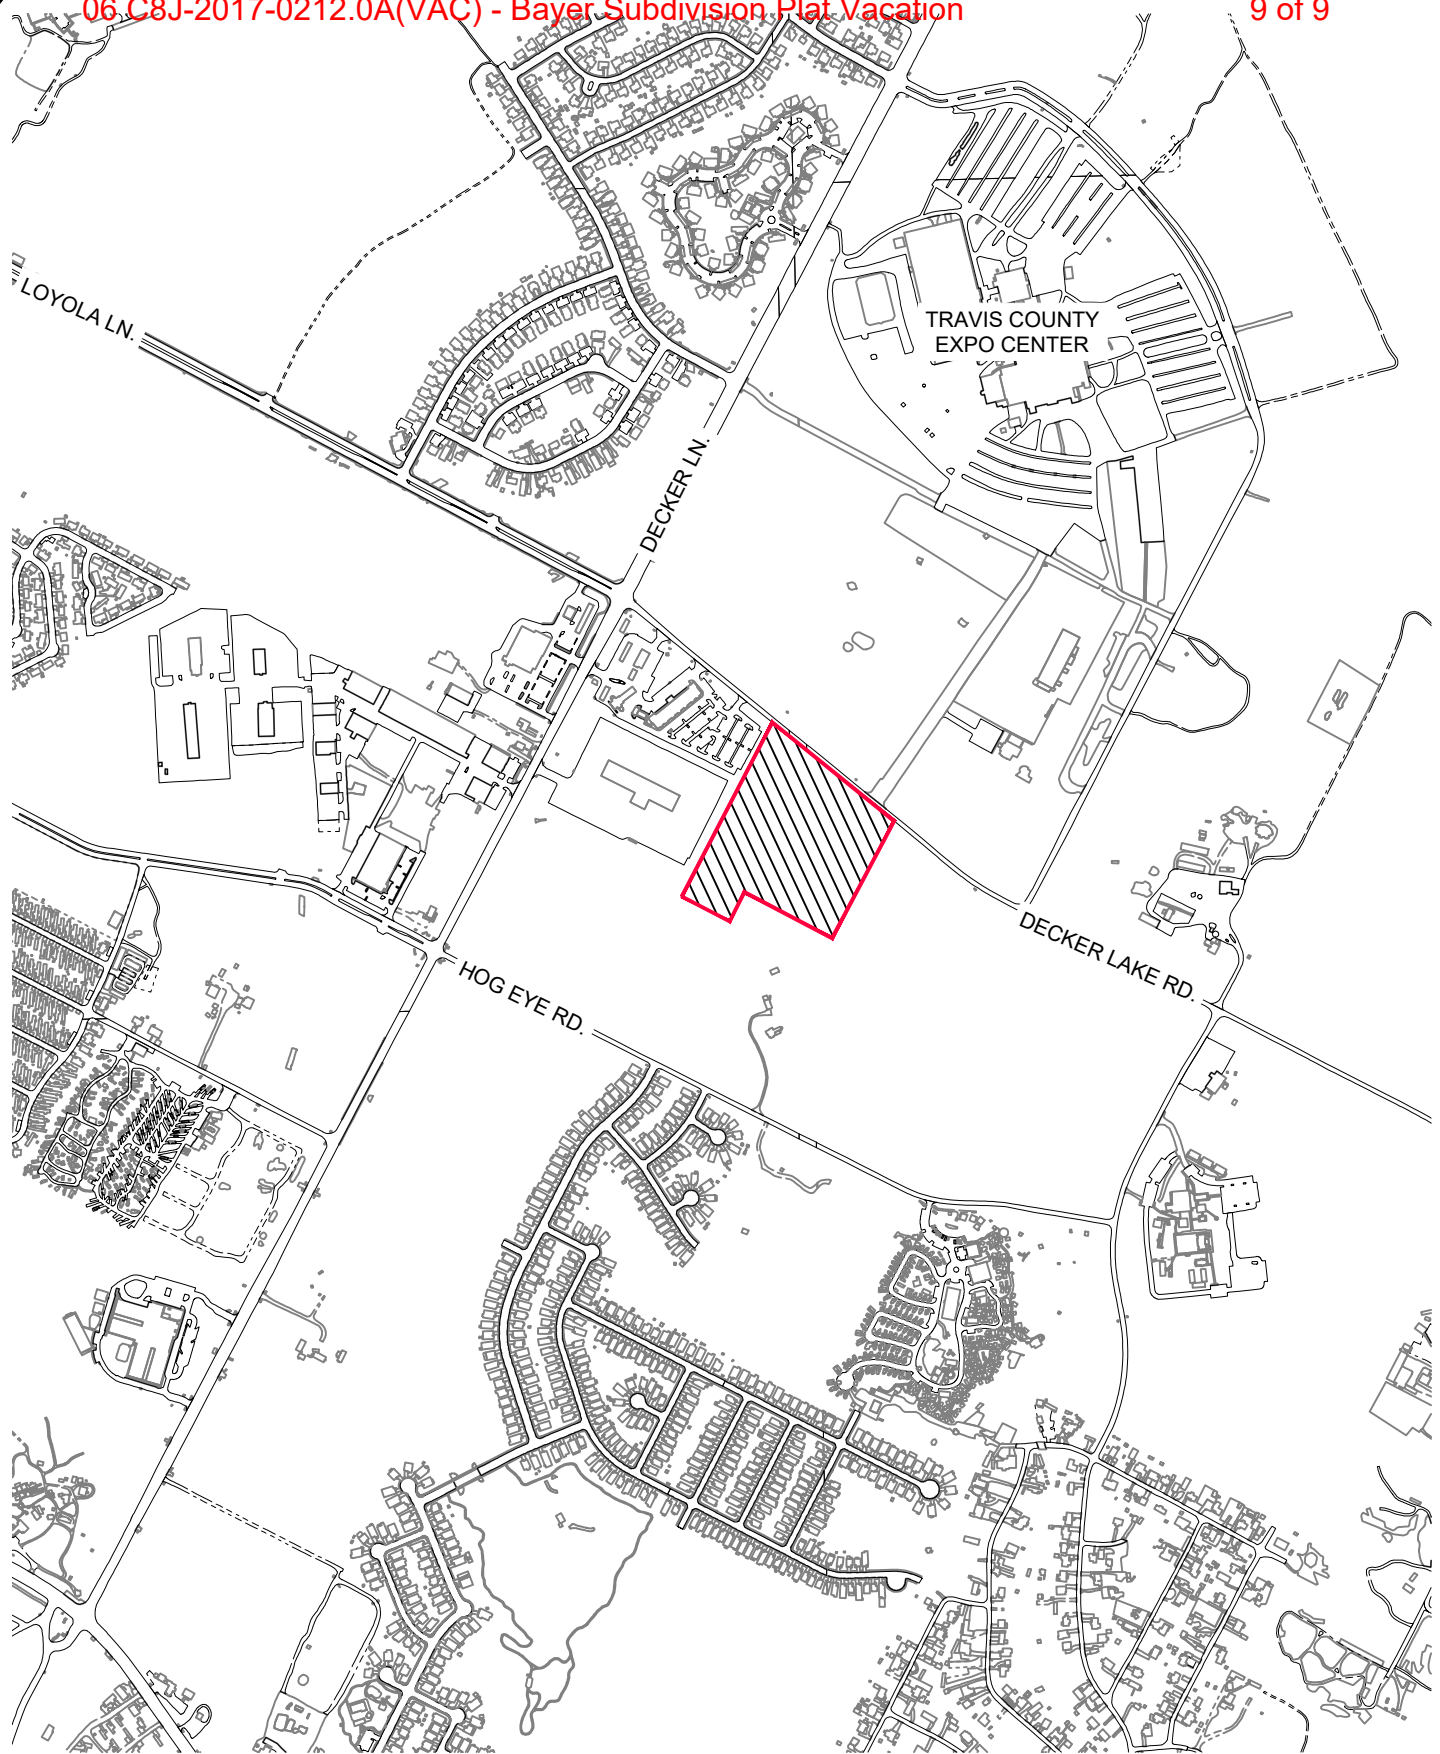 06 C8J-2017-0212.0A(VAC) - Bayer Subdivision Plat Vacation
9 of 9
LOYOLA LN.
TRAVIS COUNTY
EXPO CENTER
DECKER LN.
DECKER LAKE RD.
HOG EYE RD.